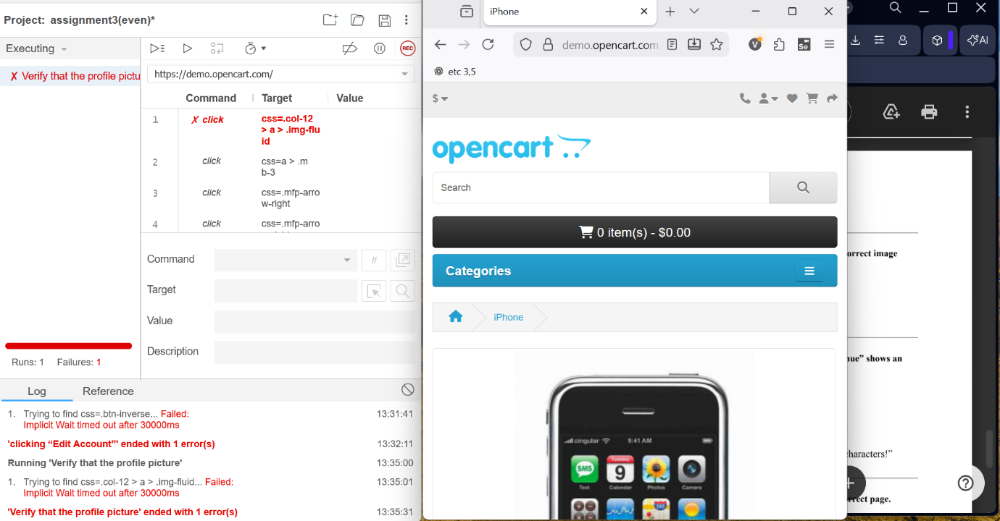 Project: assignment3(even)*
Executing
✗ Verify that the profile pictu
REC
https://demo.opencart.com/
Command Target Value
1 ✗ click css=.col-12
> a > .img-flu
id
2 click css=a > .m
b-3
3 click css=.mfp-arro
w-right
4 click css=.mfp-arro
Command
//
Target
Value
Description
Runs: 1 Failures: 1
Log Reference
1. Trying to find css=.btn-inverse... Failed: 13:31:41
Implicit Wait timed out after 30000ms
'clicking “Edit Account”' ended with 1 error(s) 13:32:11
Running 'Verify that the profile picture' 13:35:00
1. Trying to find css=.col-12 > a > .img-fluid... Failed: 13:35:01
Implicit Wait timed out after 30000ms
'Verify that the profile picture' ended with 1 error(s) 13:35:31
iPhone
demo.opencart.com
V
Se
etc 3,5
$
opencart
Search
0 item(s) - $0.00
Categories
iPhone
cingular 9:41 AM
SMS
Tuesday
9
Text Calendar Photos Camera
280
AI
orrect image
nue” shows an
haracters!”
rrect page.